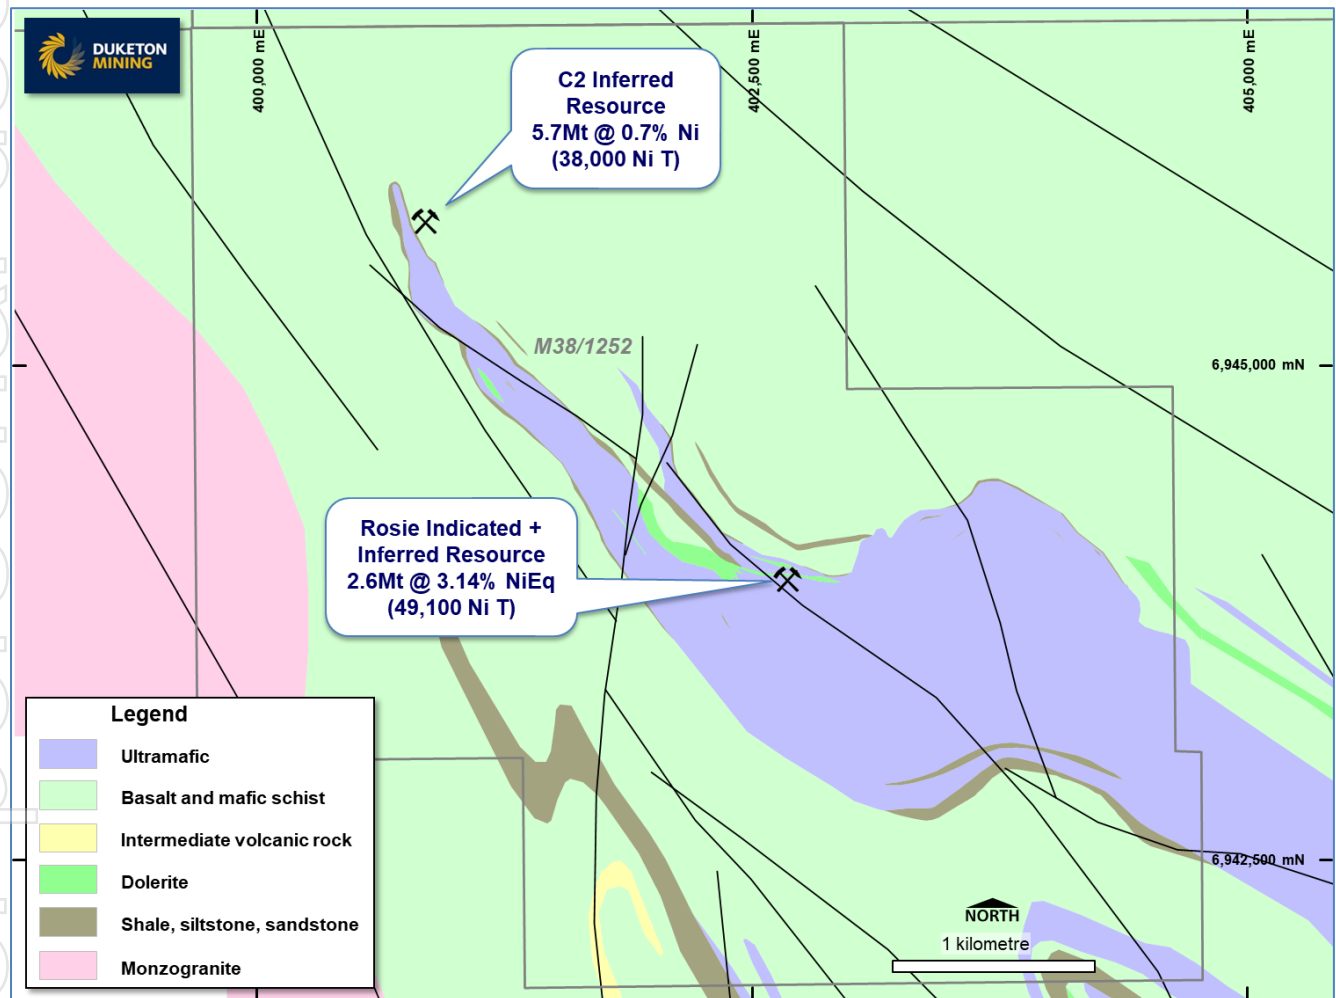 DUKETON
MINING
400,000 mE
402,500 mE
405,000 mE
C2 Inferred
Resource
5.7Mt @ 0.7% Ni
(38,000 Ni T)
M38/1252
6,945,000 mN
Rosie Indicated +
Inferred Resource
2.6Mt @ 3.14% NiEq
(49,100 Ni T)
Legend
Ultramafic
Basalt and mafic schist
Intermediate volcanic rock
Dolerite
Shale, siltstone, sandstone
Monzogranite
6,942,500 mN
NORTH
1 kilometre